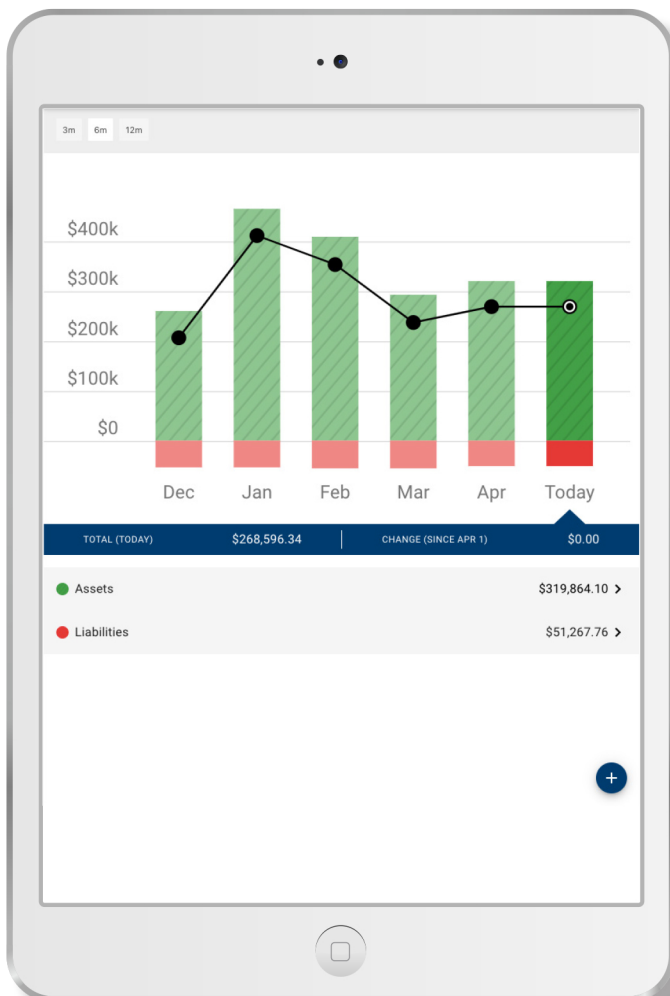 3m 6m 12m
$400k
$300k
$200k
$100k
$0
Dec Jan Feb Mar Apr Today
TOTAL (TODAY) $268,596.34 CHANGE (SINCE APR 1) $0.00
Assets $319,864.10
Liabilities $51,267.76
+